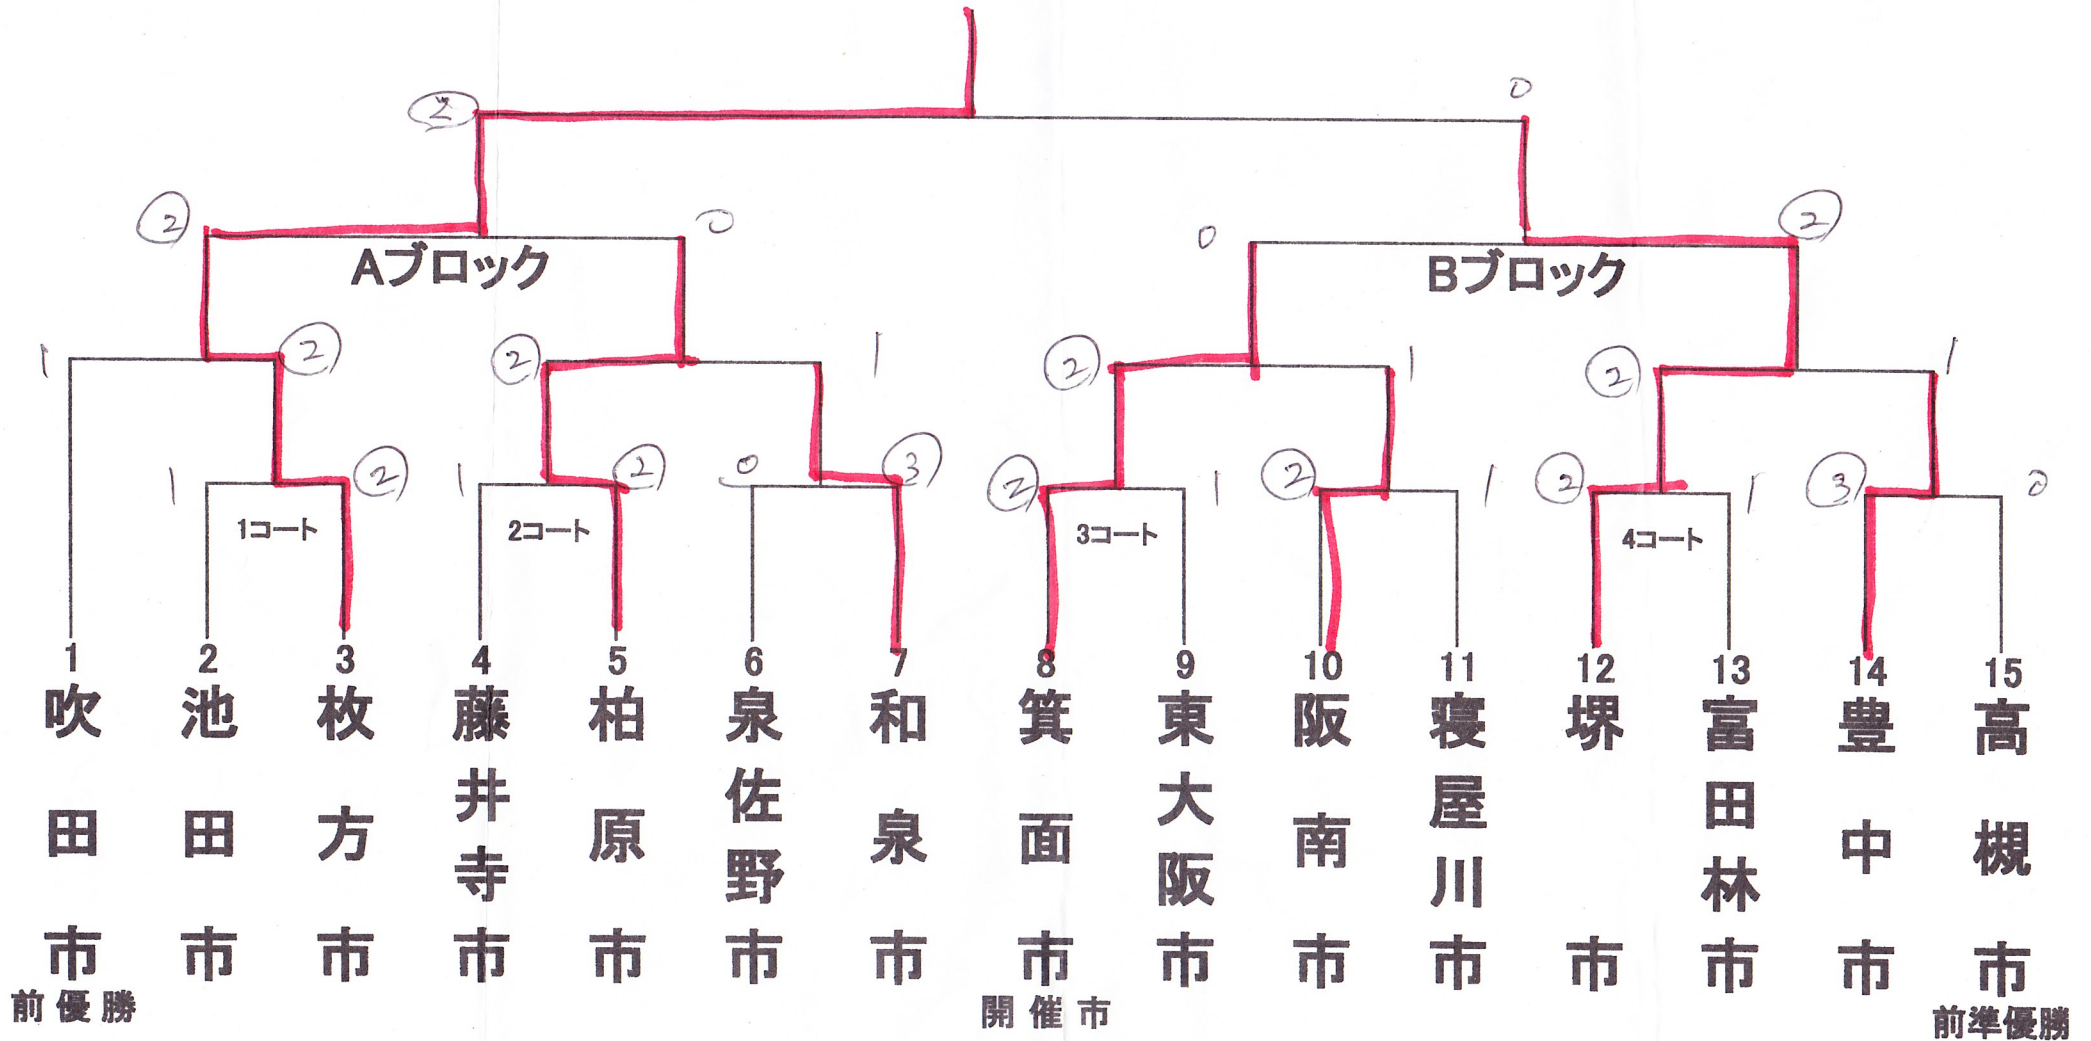 ② 0
② 0 0 ②
Aブロック Bブロック
1 ② ② 1 ② 1 ② 1
1 ② 1 ② 0 ③ ② 1 ② 1 ② 1 ③ 0
1コート 2コート 3コート 4コート
1 2 3 4 5 6 7 8 9 10 11 12 13 14 15
吹田市
池田市
枚方市
藤井寺市
柏原市
泉佐野市
和泉市
箕面市
東大阪市
阪南市
寝屋川市
堺市
富田林市
豊中市
高槻市
前優勝 開催市 前準優勝